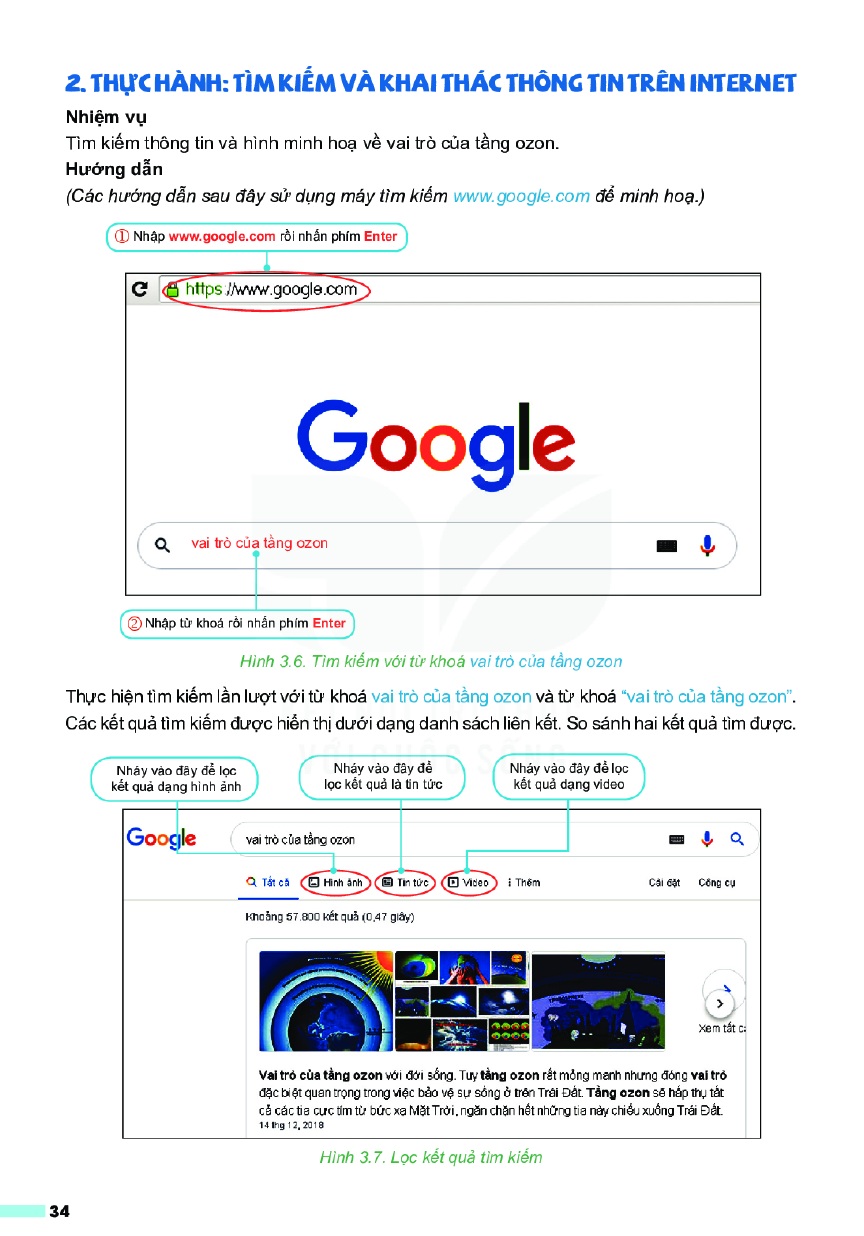 2. THỰC HÀNH: TÌM KIẾM VÀ KHAI THÁC THÔNG TIN TRÊN INTERNET
Nhiệm vụ
Tìm kiếm thông tin và hình minh hoạ về vai trò của tầng ozon.
Hướng dẫn
(Các hướng dẫn sau đây sử dụng máy tìm kiếm www.google.com để minh hoạ.)
① Nhập www.google.com rồi nhấn phím Enter
https://www.google.com
Google
vai trò của tầng ozon
② Nhập từ khoá rồi nhấn phím Enter
Hình 3.6. Tìm kiếm với từ khoá vai trò của tầng ozon
Thực hiện tìm kiếm lần lượt với từ khoá vai trò của tầng ozon và từ khoá “vai trò của tầng ozon”.
Các kết quả tìm kiếm được hiển thị dưới dạng danh sách liên kết. So sánh hai kết quả tìm được.
VỚI CUỘC SỐNG
Nháy vào đây để lọc
kết quả dạng hình ảnh
Nháy vào đây để
lọc kết quả là tin tức
Nháy vào đây để lọc
kết quả dạng video
Google
vai trò của tầng ozon
Tất cả Hình ảnh Tin tức Video Thêm Cài đặt Công cụ
Khoảng 57.800 kết quả (0,47 giây)
Xem tất cả
Vai trò của tầng ozon với đời sống. Tuy tầng ozon rất mỏng manh nhưng đóng vai trò
đặc biệt quan trọng trong việc bảo vệ sự sống ở trên Trái Đất. Tầng ozon sẽ hấp thụ tất
cả các tia cực tím từ bức xạ Mặt Trời, ngăn chặn hết những tia này chiếu xuống Trái Đất.
14 thg 12, 2018
Hình 3.7. Lọc kết quả tìm kiếm
34